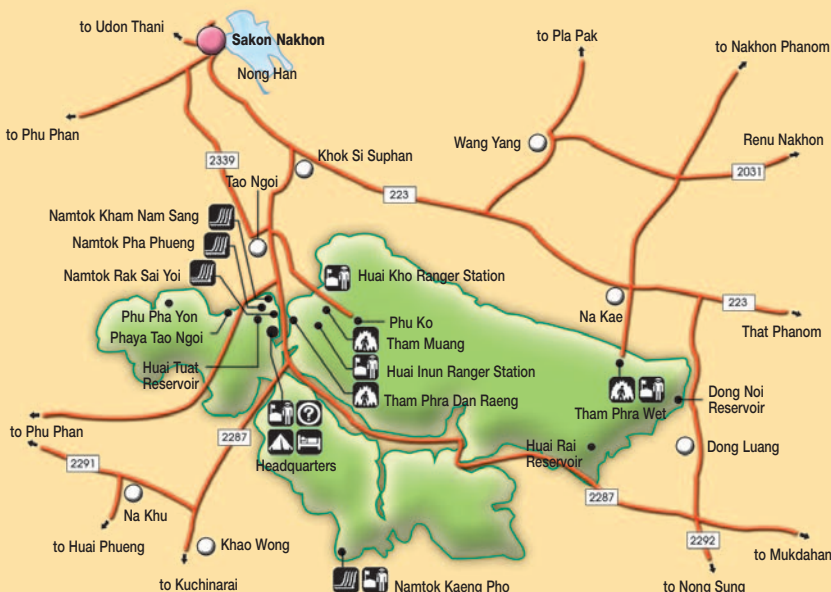 to Udon Thani
Sakon Nakhon
Nong Han
to Pla Pak
to Nakhon Phanom
to Phu Phan
Wang Yang
Renu Nakhon
2339
Khok Si Suphan
2031
Tao Ngoi
223
Namtok Kham Nam Sang
Namtok Pha Phueng
Namtok Rak Sai Yoi
Huai Kho Ranger Station
Na Kae
223
That Phanom
Phu Pha Yon
Phaya Tao Ngoi
Phu Ko
Tham Muang
Huai Tuat
Reservoir
Huai Inun Ranger Station
Tham Phra Dan Raeng
Tham Phra Wet
Dong Noi
Reservoir
to Phu Phan
2287
?
Headquarters
Huai Rai
Reservoir
Dong Luang
2291
Na Khu
2287
to Huai Phueng
Khao Wong
2292
to Mukdahan
to Kuchinarai
Namtok Kaeng Pho
to Nong Sung